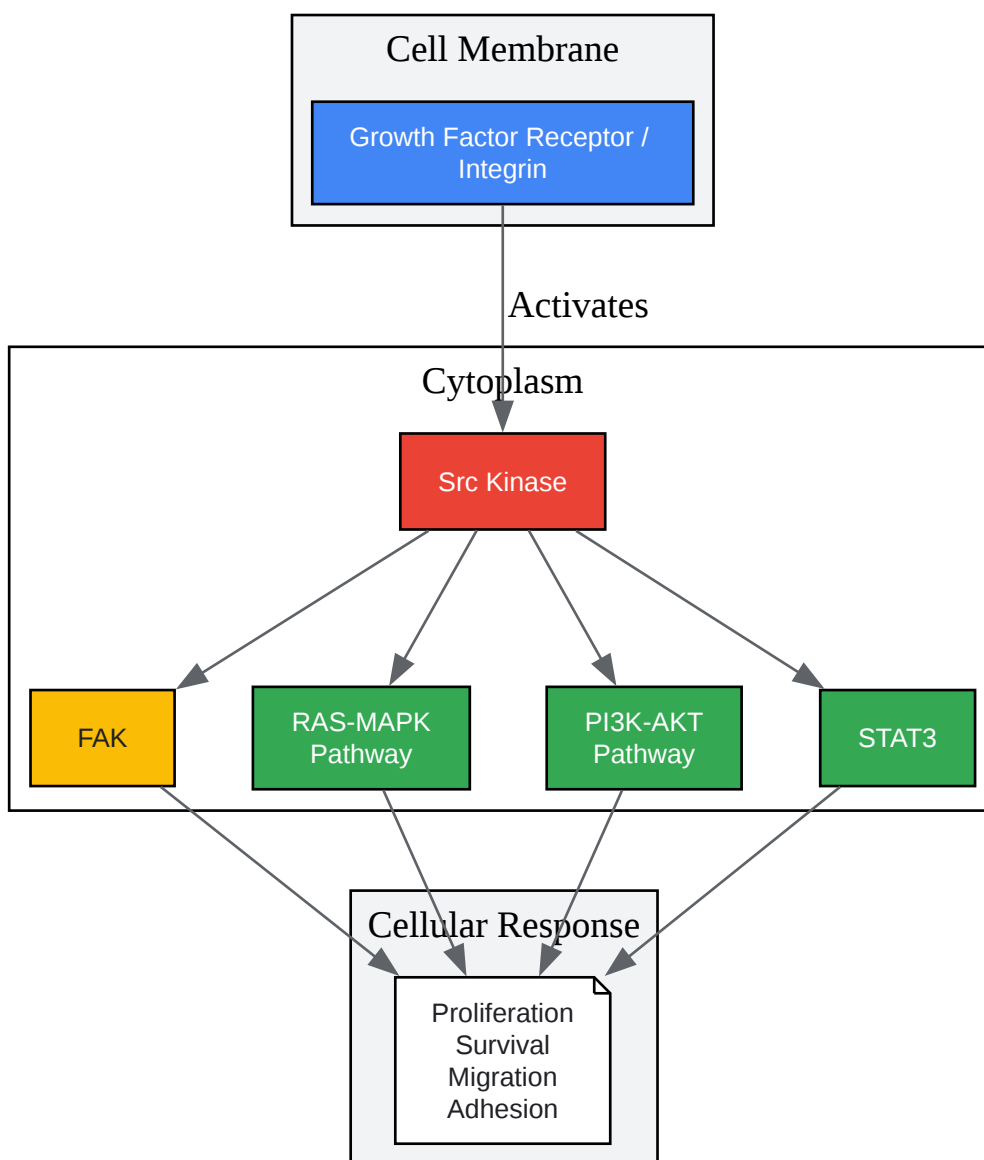 Cell Membrane
Growth Factor Receptor /
Integrin
Activates
Cytoplasm
Src Kinase
FAK
RAS-MAPK
Pathway
PI3K-AKT
Pathway
STAT3
Cellular Response
Proliferation
Survival
Migration
Adhesion